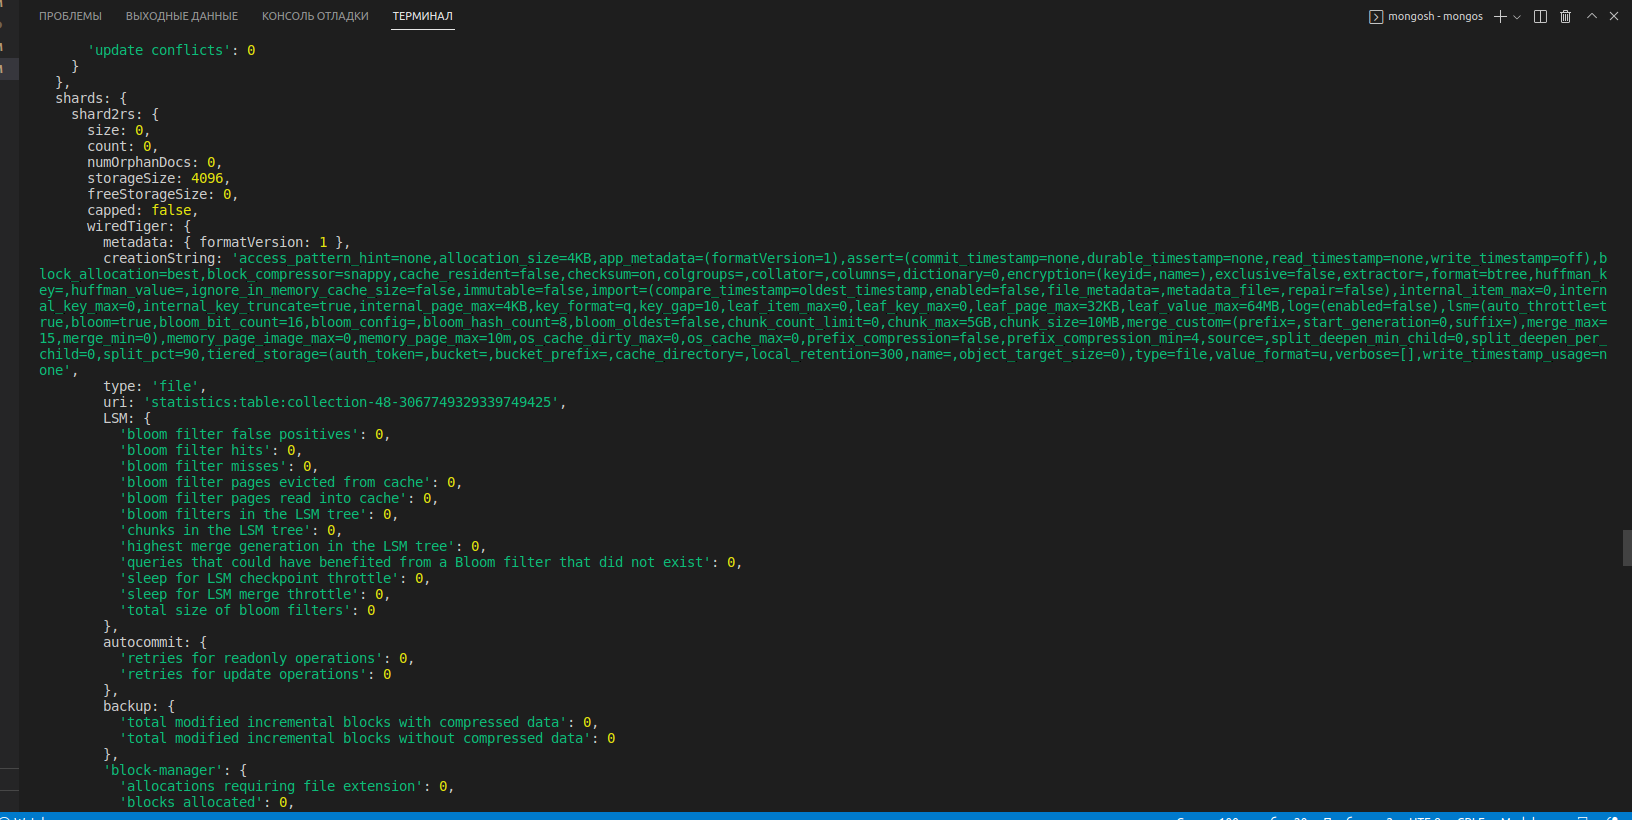 ПРОБЛЕМЫ ВЫХОДНЫЕ ДАННЫЕ КОНСОЛЬ ОТЛАДКИ ТЕРМИНАЛ mongosh - mongos
'update conflicts': 0
}
},
shards: {
shard2rs: {
size: 0,
count: 0,
numOrphanDocs: 0,
storageSize: 4096,
freeStorageSize: 0,
capped: false,
wiredTiger: {
metadata: { formatVersion: 1 },
creationString: 'access_pattern_hint=none,allocation_size=4KB,app_metadata=(formatVersion=1),assert=(commit_timestamp=none,durable_timestamp=none,read_timestamp=none,write_timestamp=off),b
lock_allocation=best,block_compressor=snappy,cache_resident=false,checksum=on,colgroups=,collator=,columns=,dictionary=0,encryption=(keyid=,name=),exclusive=false,extractor=,format=btree,huffman_k
ey=,huffman_value=,ignore_in_memory_cache_size=false,immutable=false,import=(compare_timestamp=oldest_timestamp,enabled=false,file_metadata=,metadata_file=,repair=false),internal_item_max=0,intern
al_key_max=0,internal_key_truncate=true,internal_page_max=4KB,key_format=q,key_gap=10,leaf_item_max=0,leaf_key_max=0,leaf_page_max=32KB,leaf_value_max=64MB,log=(enabled=false),lsm=(auto_throttle=t
rue,bloom=true,bloom_bit_count=16,bloom_config=,bloom_hash_count=8,bloom_oldest=false,chunk_count_limit=0,chunk_max=5GB,chunk_size=10MB,merge_custom=(prefix=,start_generation=0,suffix=),merge_max=
15,merge_min=0),memory_page_image_max=0,memory_page_max=10m,os_cache_dirty_max=0,os_cache_max=0,prefix_compression=false,prefix_compression_min=4,source=,split_deepen_min_child=0,split_deepen_per_
child=0,split_pct=90,tiered_storage=(auth_token=,bucket=,bucket_prefix=,cache_directory=,local_retention=300,name=,object_target_size=0),type=file,value_format=u,verbose=[],write_timestamp_usage=n
one',
type: 'file',
uri: 'statistics:table:collection-48-3067749329339749425',
LSM: {
'bloom filter false positives': 0,
'bloom filter hits': 0,
'bloom filter misses': 0,
'bloom filter pages evicted from cache': 0,
'bloom filter pages read into cache': 0,
'bloom filters in the LSM tree': 0,
'chunks in the LSM tree': 0,
'highest merge generation in the LSM tree': 0,
'queries that could have benefited from a Bloom filter that did not exist': 0,
'sleep for LSM checkpoint throttle': 0,
'sleep for LSM merge throttle': 0,
'total size of bloom filters': 0
},
autocommit: {
'retries for readonly operations': 0,
'retries for update operations': 0
},
backup: {
'total modified incremental blocks with compressed data': 0,
'total modified incremental blocks without compressed data': 0
},
'block-manager': {
'allocations requiring file extension': 0,
'blocks allocated': 0,